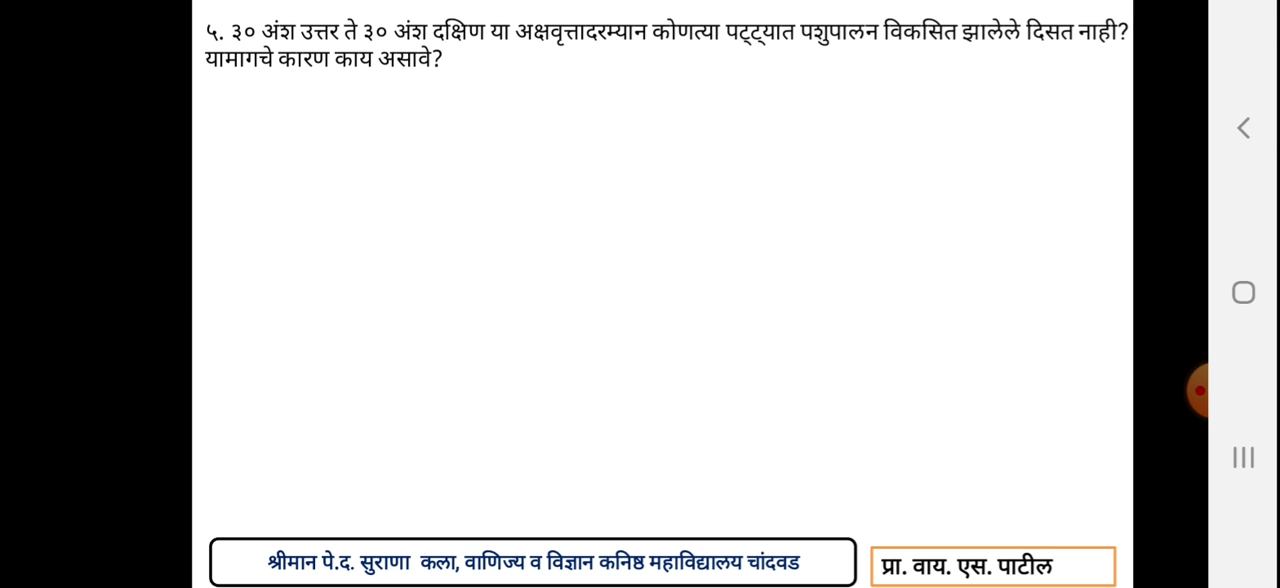 ५. ३० अंश उत्तर ते ३० अंश दक्षिण या अक्षवृत्तादरम्यान कोणत्या पट्ट्यात पशुपालन विकसित झालेले दिसत नाही?
यामागचे कारण काय असावे?
श्रीमान पे.द. सुराणा कला, वाणिज्य व विज्ञान कनिष्ठ महाविद्यालय चांदवड
प्रा. वाय. एस. पाटील